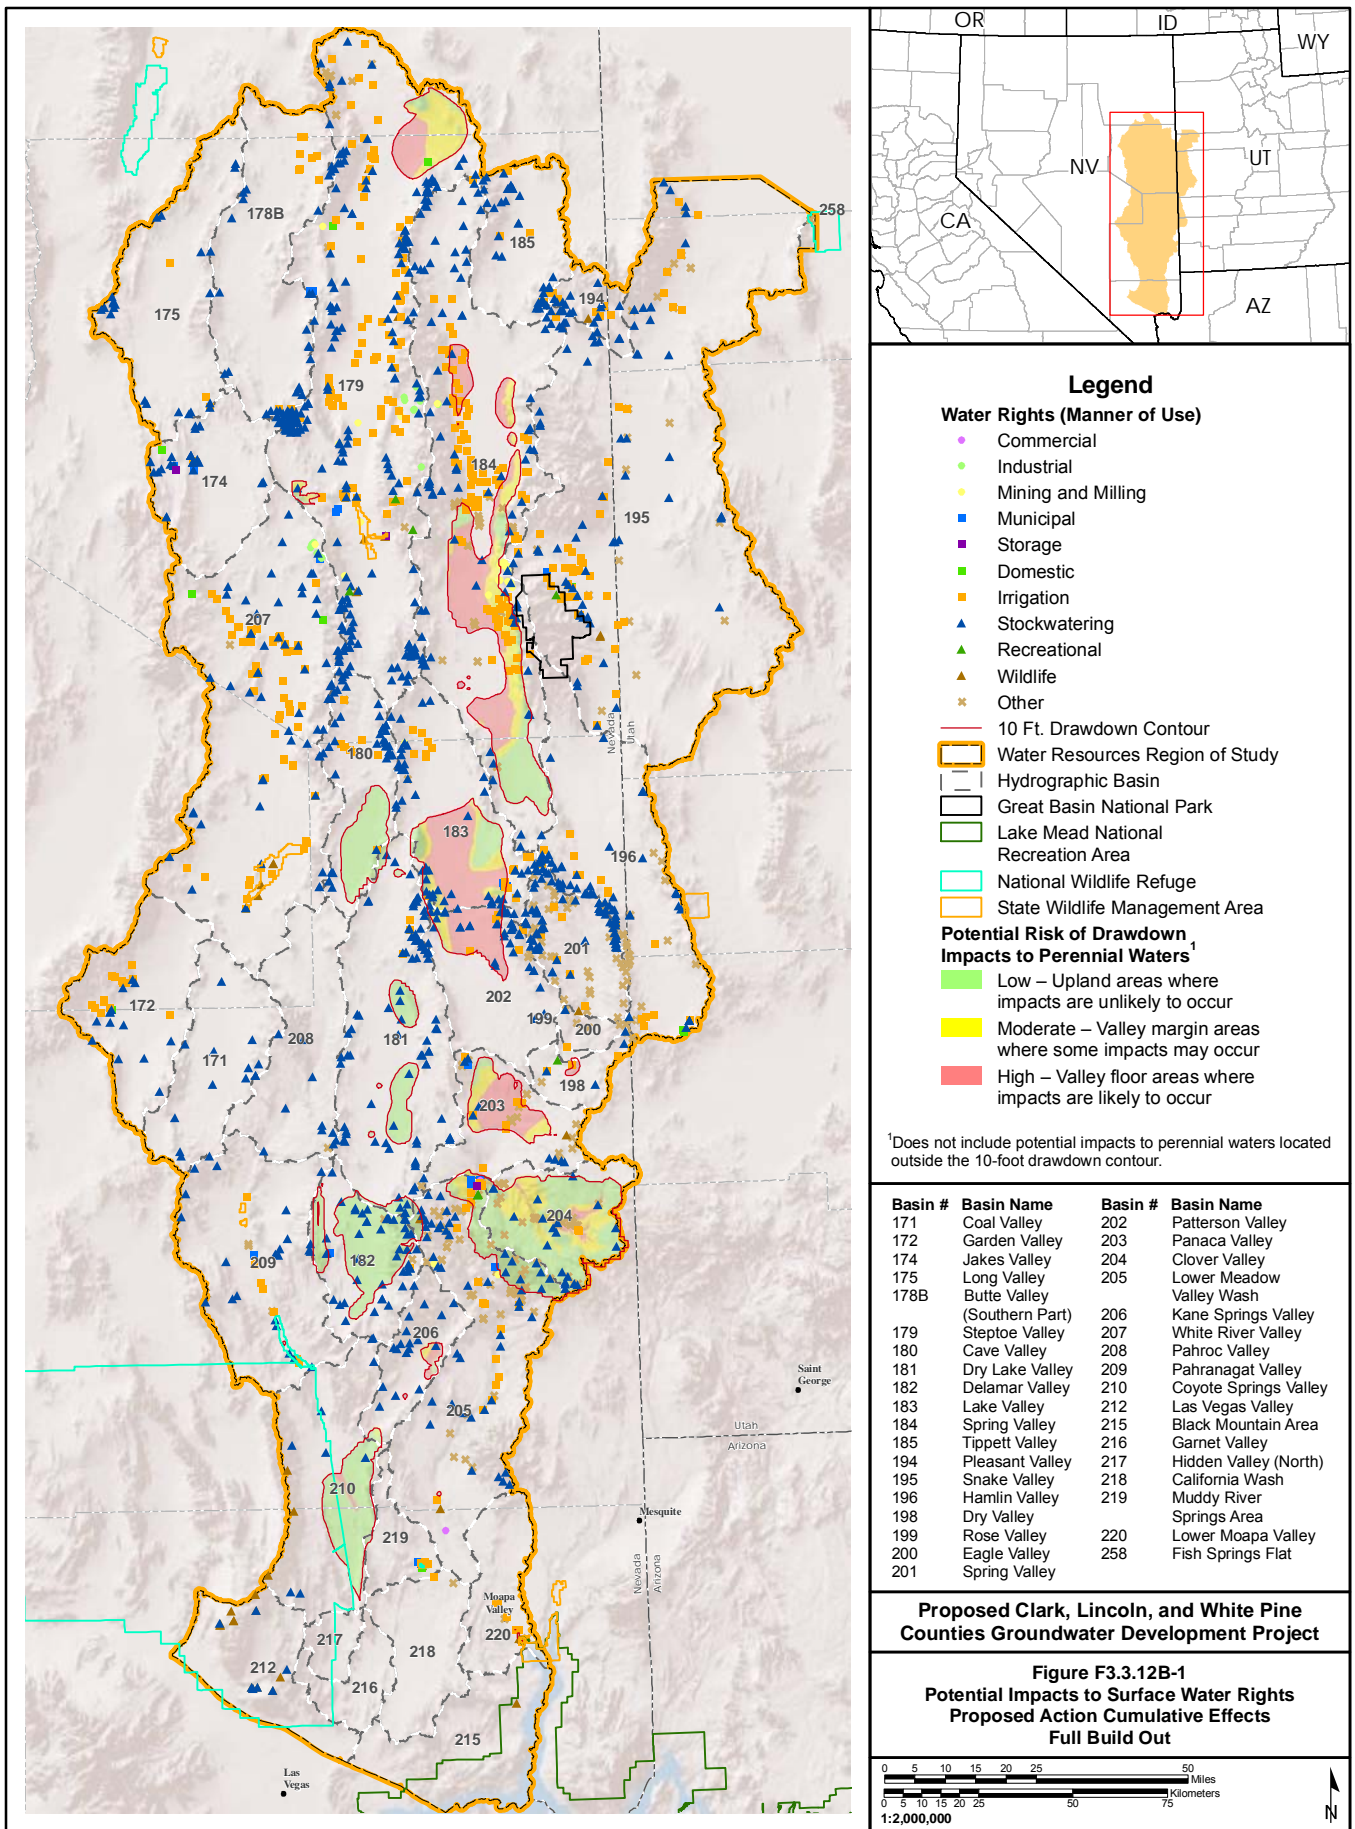 OR
ID
WY
NV
UT
CA
AZ
258
178B
185
175
194
179
184
174
195
207
180
183
196
201
202
172
199
200
208
181
171
198
203
204
209
182
206
205
210
219
220
217
218
212
216
215
Nevada
Utah
Saint
George
Utah
Arizona
Mesquite
Nevada
Arizona
Moapa
Valley
Las
Vegas
Legend
Water Rights (Manner of Use)
Commercial
Industrial
Mining and Milling
Municipal
Storage
Domestic
Irrigation
Stockwatering
Recreational
Wildlife
Other
10 Ft. Drawdown Contour
Water Resources Region of Study
Hydrographic Basin
Great Basin National Park
Lake Mead National
Recreation Area
National Wildlife Refuge
State Wildlife Management Area
Potential Risk of Drawdown
Impacts to Perennial Waters1
Low – Upland areas where
impacts are unlikely to occur
Moderate – Valley margin areas
where some impacts may occur
High – Valley floor areas where
impacts are likely to occur
1Does not include potential impacts to perennial waters located
outside the 10-foot drawdown contour.
Basin # Basin Name Basin # Basin Name
171 Coal Valley 202 Patterson Valley
172 Garden Valley 203 Panaca Valley
174 Jakes Valley 204 Clover Valley
175 Long Valley 205 Lower Meadow
178B Butte Valley Valley Wash
(Southern Part) 206 Kane Springs Valley
179 Steptoe Valley 207 White River Valley
180 Cave Valley 208 Pahroc Valley
181 Dry Lake Valley 209 Pahranagat Valley
182 Delamar Valley 210 Coyote Springs Valley
183 Lake Valley 212 Las Vegas Valley
184 Spring Valley 215 Black Mountain Area
185 Tippett Valley 216 Garnet Valley
194 Pleasant Valley 217 Hidden Valley (North)
195 Snake Valley 218 California Wash
196 Hamlin Valley 219 Muddy River
198 Dry Valley Springs Area
199 Rose Valley 220 Lower Moapa Valley
200 Eagle Valley 258 Fish Springs Flat
201 Spring Valley
Proposed Clark, Lincoln, and White Pine
Counties Groundwater Development Project
Figure F3.3.12B-1
Potential Impacts to Surface Water Rights
Proposed Action Cumulative Effects
Full Build Out
0 5 10 15 20 25 50
Miles
Kilometers
0 5 10 15 20 25 50 75
1:2,000,000
N